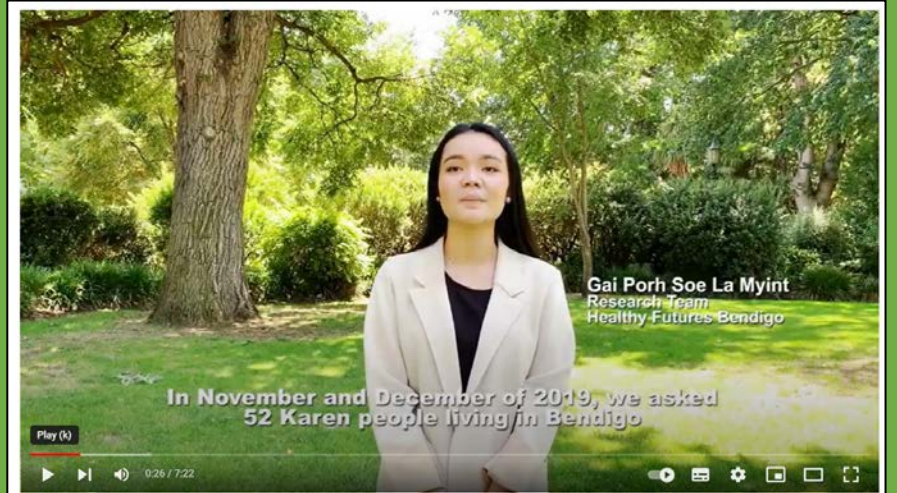 Gai Porh Soe La Myint
Research Team
Healthy Futures Bendigo
In November and December of 2019, we asked
52 Karen people living in Bendigo
Play (k)
0:26 / 7:22